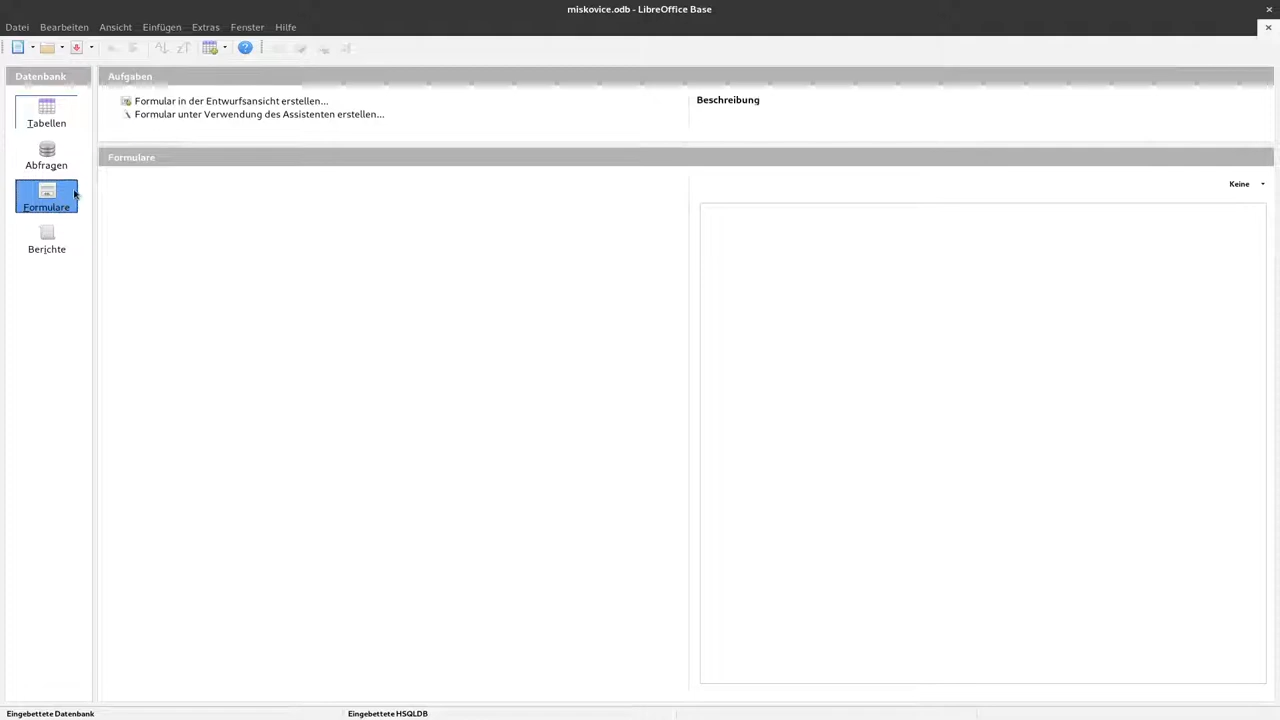 miskovice.odb - LibreOffice Base
Datei Bearbeiten Ansicht Einfügen Extras Fenster Hilfe
Datenbank
Tabellen
Abfragen
Formulare
Berichte
Aufgaben
Formular in der Entwurfsansicht erstellen...
Formular unter Verwendung des Assistenten erstellen...
Beschreibung
Formulare
Keine
Eingebettete Datenbank
Eingebettete HSQLDB